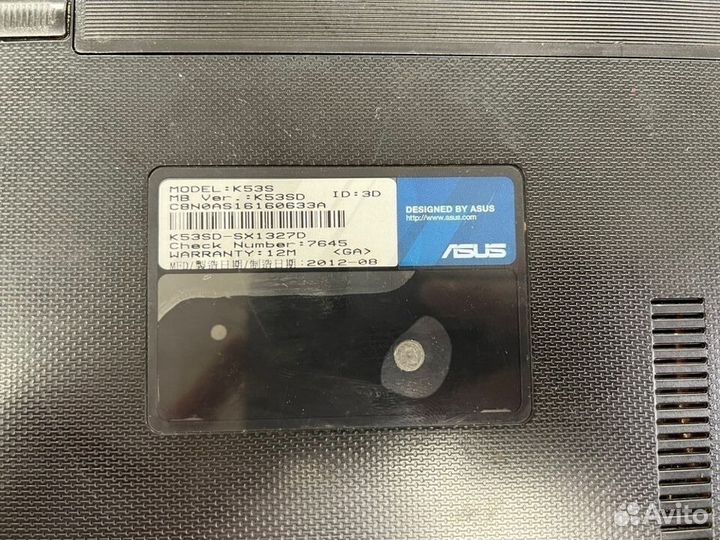 MODEL:K53S
MB Ver.:K53SD ID:3D
C8N0AS16160633A
K53SD-SX1327D
Check Number:7645
WARRANTY:12M <GA>
MFD/製造日期/制造日期:2012-08
DESIGNED BY ASUS
http://www.asus.com
ASUS
Avito